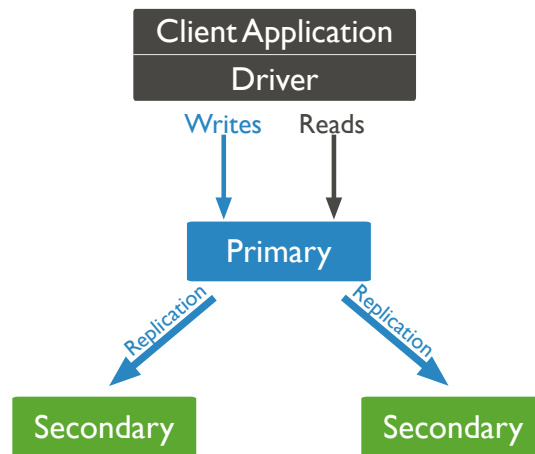 Client Application
Driver
Writes Reads
Primary
Replication Replication
Secondary Secondary